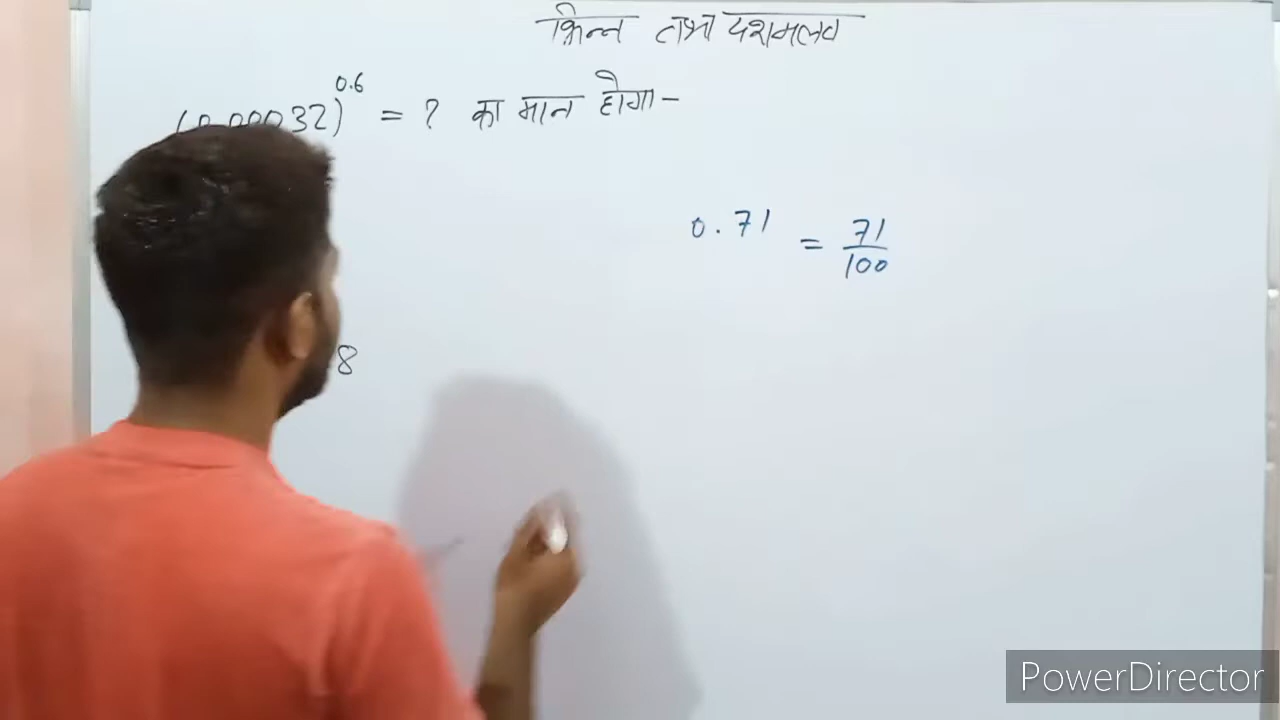 भिन्न तथा दशमलव
(0.00032)^0.6 = ? का मान होगा-
0.71 = 71/100
8
PowerDirector